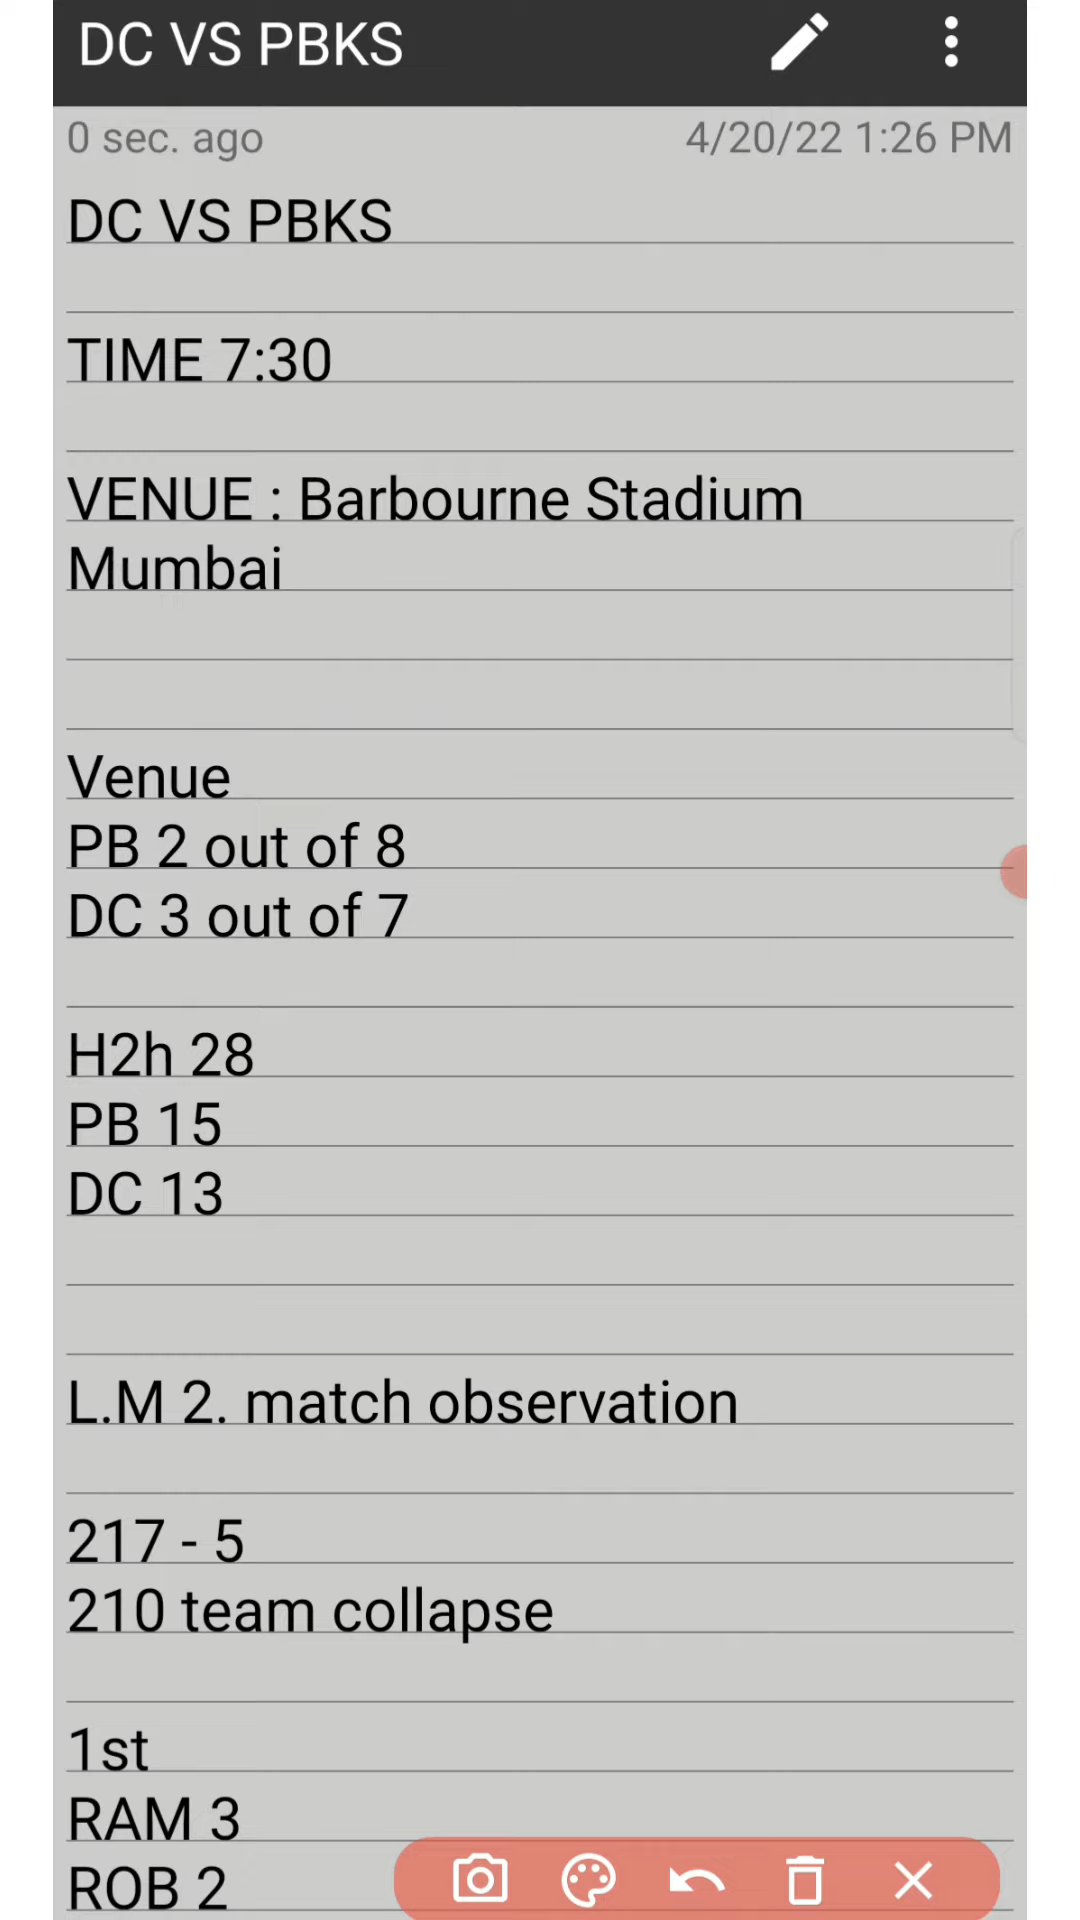 DC VS PBKS
0 sec. ago 4/20/22 1:26 PM
DC VS PBKS
TIME 7:30
VENUE : Barbourne Stadium
Mumbai
Venue
PB 2 out of 8
DC 3 out of 7
H2h 28
PB 15
DC 13
L.M 2. match observation
217 - 5
210 team collapse
1st
RAM 3
ROB 2